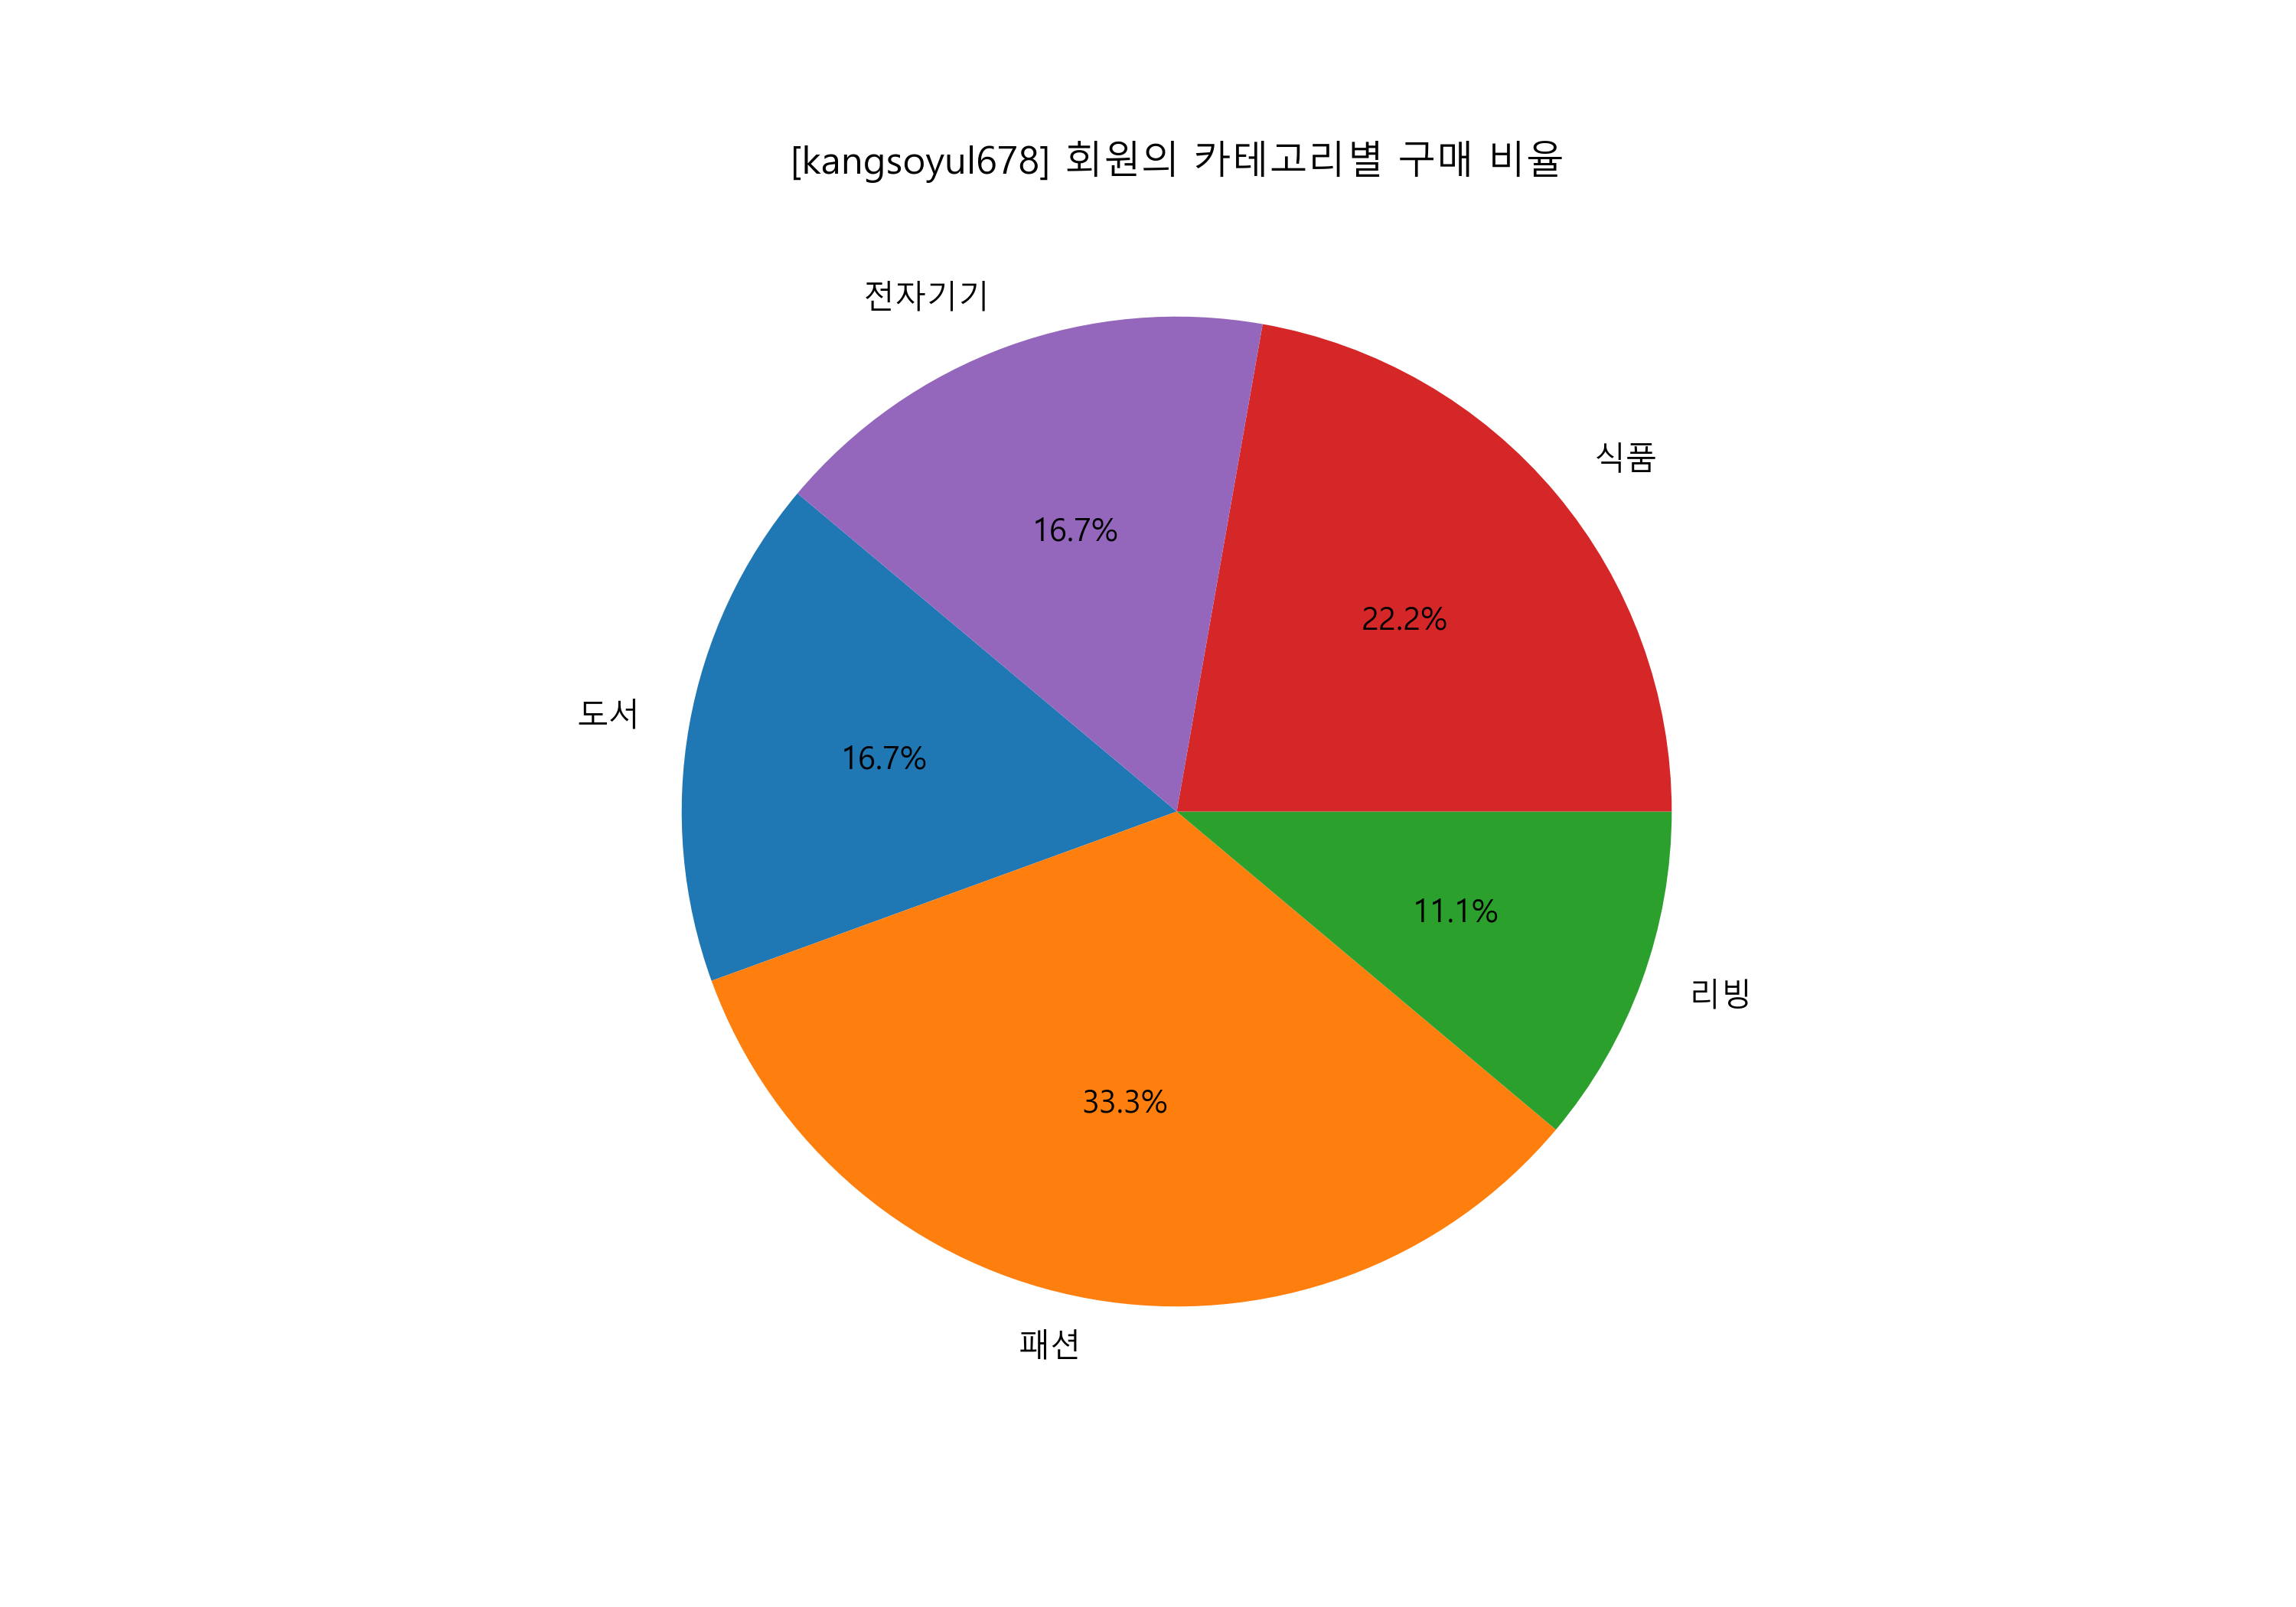 [kangsoyul678] 회원의 카테고리별 구매 비율
전자기기
식품
16.7%
22.2%
도서
16.7%
11.1%
리빙
33.3%
패션